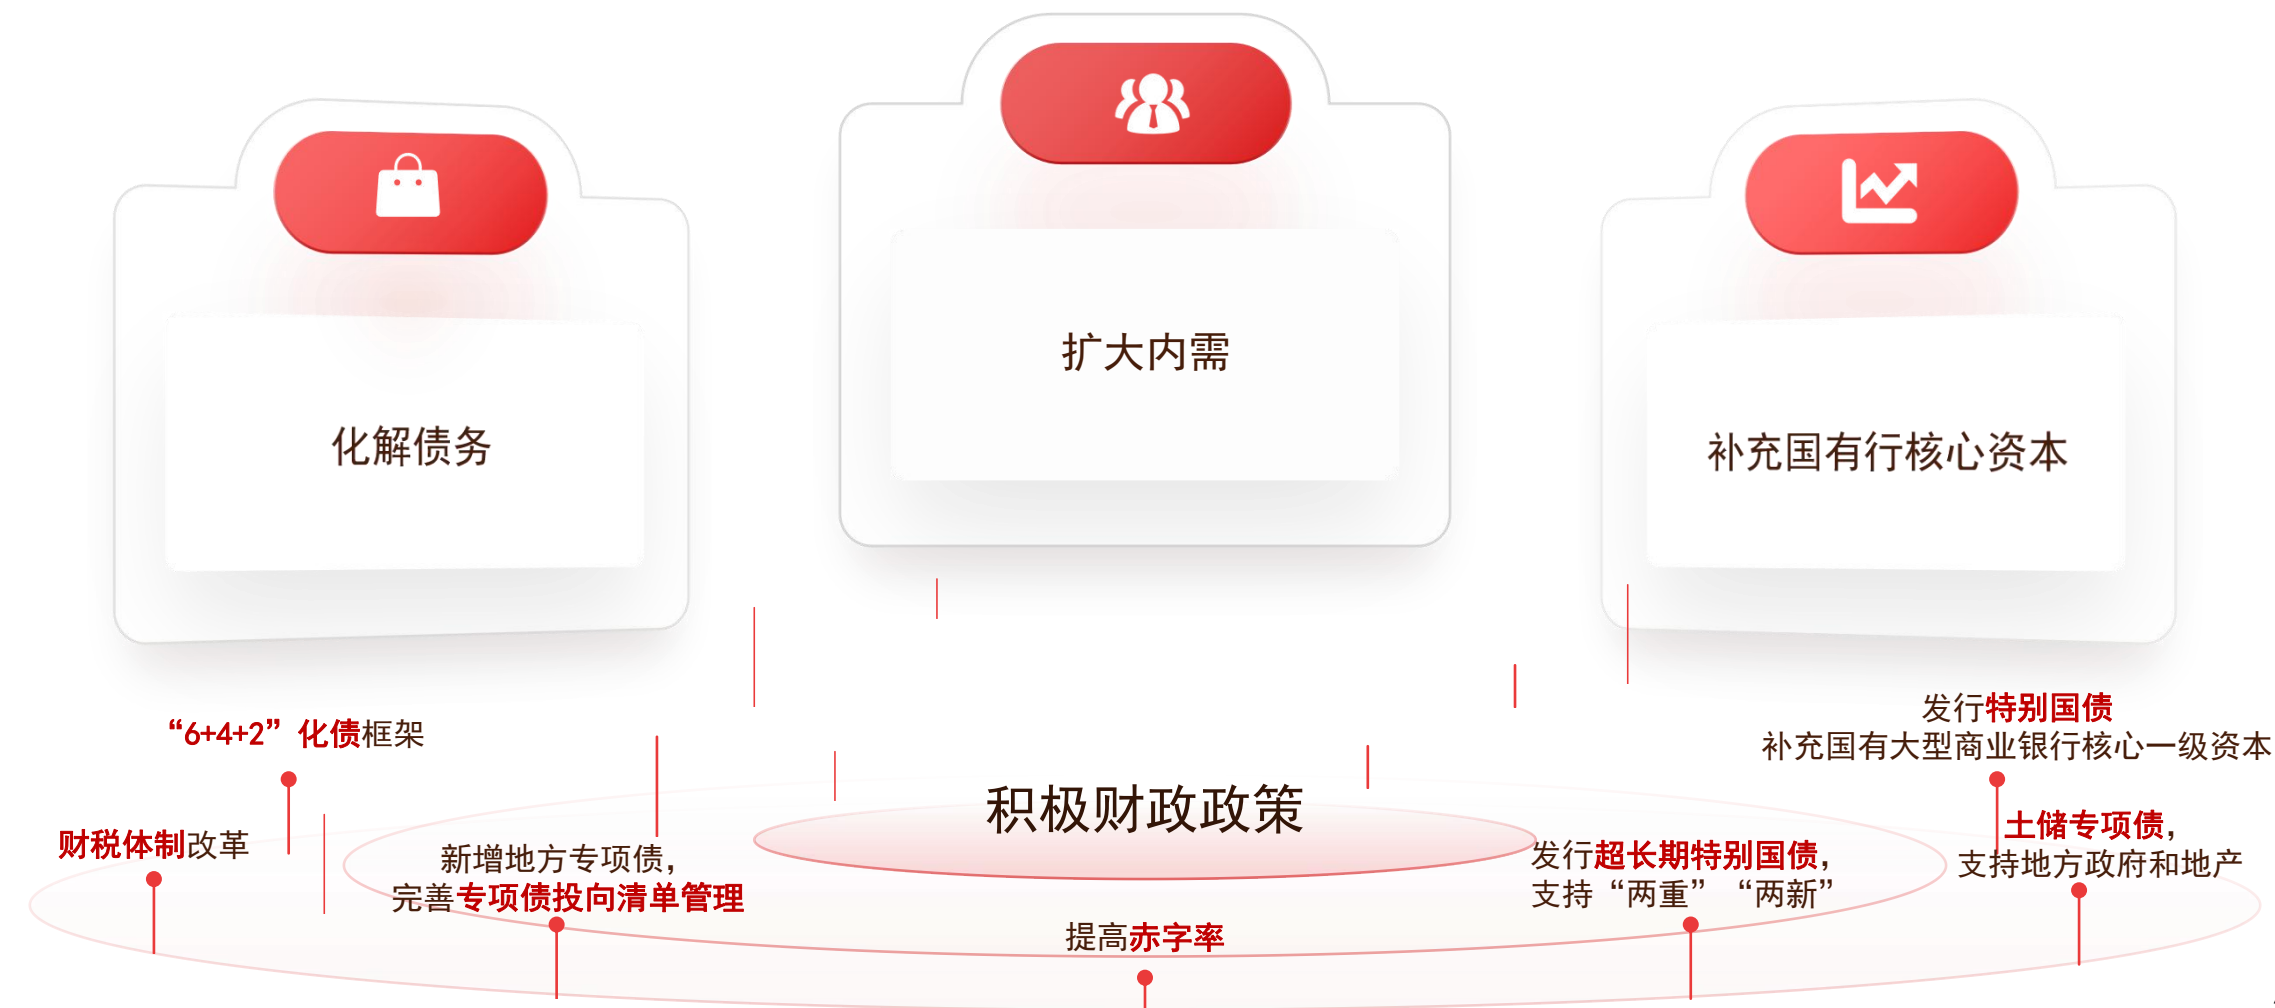 扩大内需
化解债务
补充国有行核心资本
“6+4+2”化债框架
发行特别国债
补充国有大型商业银行核心一级资本
积极财政政策
财税体制改革
新增地方专项债，
完善专项债投向清单管理
提高赤字率
发行超长期特别国债，
支持“两重”“两新”
土储专项债，
支持地方政府和地产